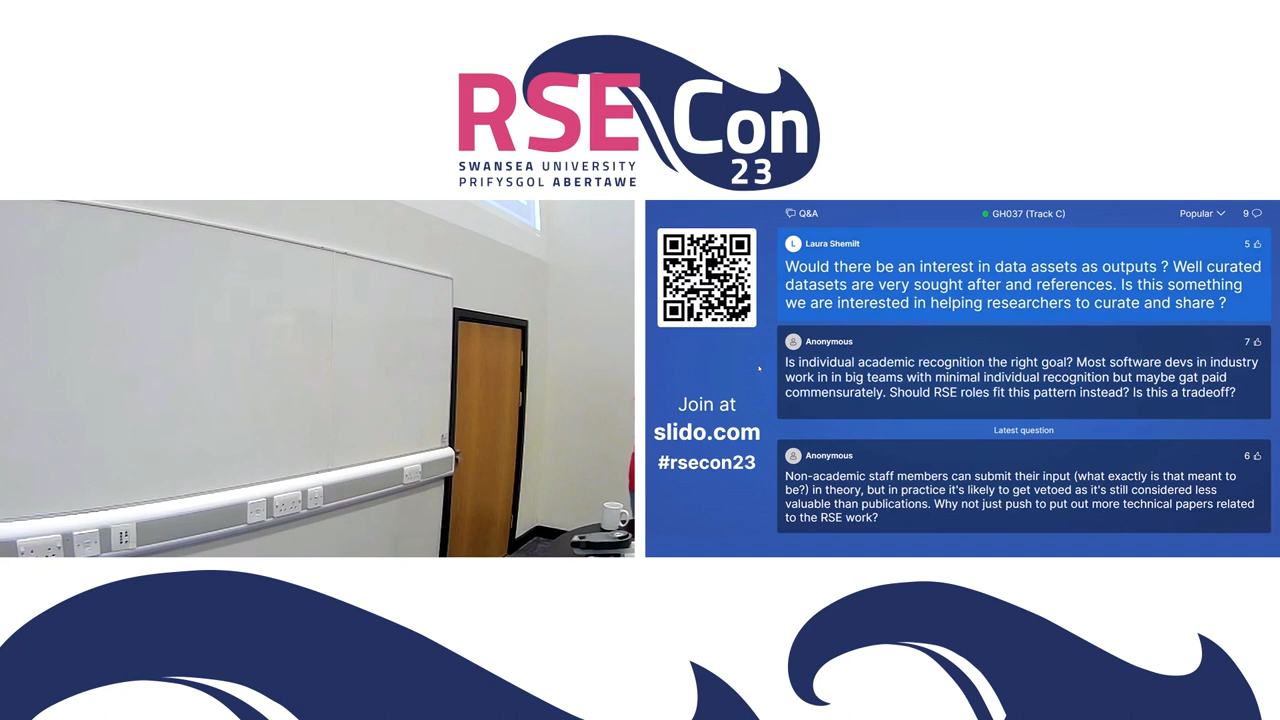 RSE Con
23
SWANSEA UNIVERSITY
PRIFYSGOL ABERTAWE
Q&A
GH037 (Track C)
Popular
9
L
Laura Shemilt
5
Would there be an interest in data assets as outputs ? Well curated
datasets are very sought after and references. Is this something
we are interested in helping researchers to curate and share ?
Anonymous
7
Is individual academic recognition the right goal? Most software devs in industry
work in in big teams with minimal individual recognition but maybe gat paid
commensurately. Should RSE roles fit this pattern instead? Is this a tradeoff?
Latest question
Anonymous
6
Non-academic staff members can submit their input (what exactly is that meant to
be?) in theory, but in practice it's likely to get vetoed as it's still considered less
valuable than publications. Why not just push to put out more technical papers related
to the RSE work?
Join at
slido.com
#rsecon23